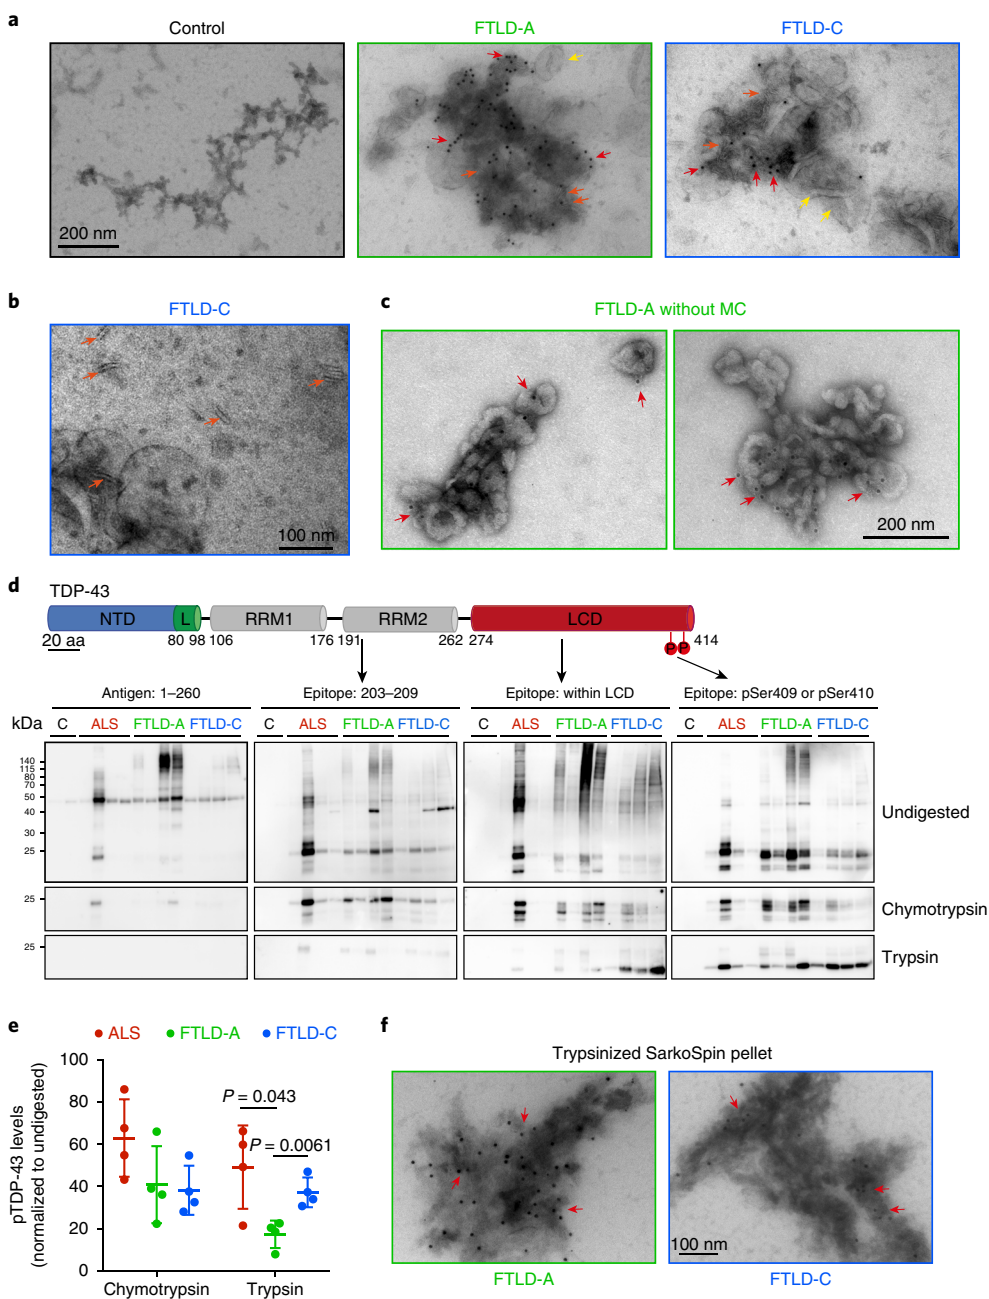 a
Control
FTLD-A
FTLD-C
200 nm
b
FTLD-C
100 nm
c
FTLD-A without MC
200 nm
d
TDP-43
NTD L RRM1 RRM2 LCD
P P
20 aa
80 98 106 176 191 262 274 414
Antigen: 1–260 Epitope: 203–209 Epitope: within LCD Epitope: pSer409 or pSer410
kDa C ALS FTLD-A FTLD-C C ALS FTLD-A FTLD-C C ALS FTLD-A FTLD-C C ALS FTLD-A FTLD-C
140
115
80
70
50
40
30
25
Undigested
25
Chymotrypsin
25
Trypsin
e
ALS FTLD-A FTLD-C
pTDP-43 levels
(normalized to undigested)
100
80
60
40
20
0
P = 0.043
P = 0.0061
Chymotrypsin Trypsin
f
Trypsinized SarkoSpin pellet
100 nm
FTLD-A FTLD-C